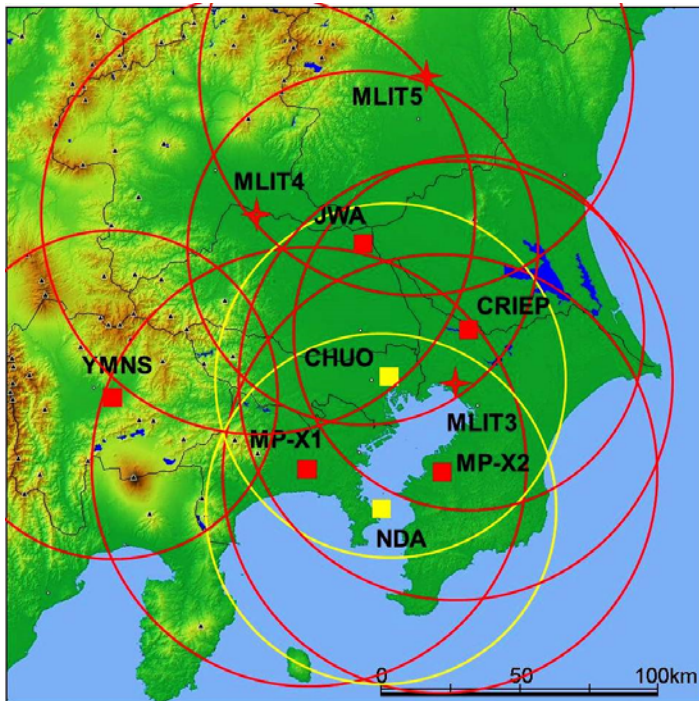 MLIT5
MLIT4
JWA
CRIEP
CHUO
YMNS
MLIT3
MP-X1
MP-X2
NDA
0 50 100km